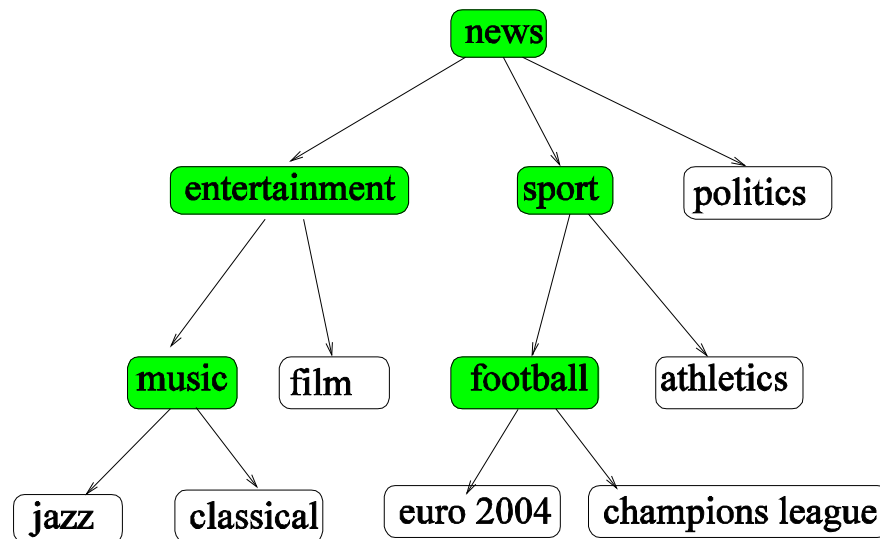 news
entertainment
sport
politics
music
film
football
athletics
jazz
classical
euro 2004
champions league